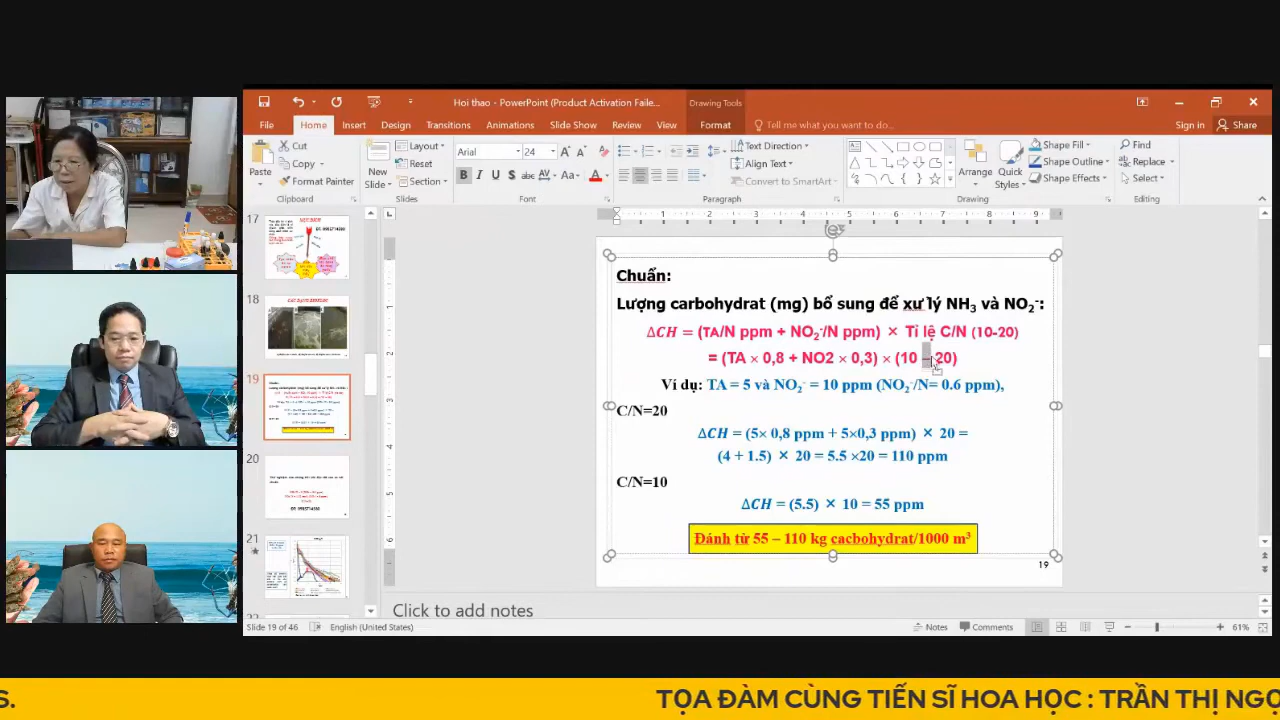 Hoi thao - PowerPoint (Product Activation Faile...
Drawing Tools
File
Home
Insert
Design
Transitions
Animations
Slide Show
Review
View
Format
Tell me what you want to do...
Sign in
Share
Paste
Cut
Copy
Format Painter
Clipboard
New Slide
Layout
Reset
Section
Slides
Arial
24
Font
Text Direction
Align Text
Convert to SmartArt
Paragraph
Arrange
Quick Styles
Shape Fill
Shape Outline
Shape Effects
Drawing
Find
Replace
Select
Editing
17
18
19
20
21
Chuẩn:
Lượng carbohydrat (mg) bổ sung để xư lý NH3 và NO2-:
ΔCH = (TA/N ppm + NO2-/N ppm) × Tỉ lệ C/N (10-20)
= (TA × 0,8 + NO2 × 0,3) × (10 – 20)
Ví dụ: TA = 5 và NO2- = 10 ppm (NO2-/N= 0.6 ppm),
C/N=20
ΔCH = (5× 0,8 ppm + 5×0,3 ppm) × 20 =
(4 + 1.5) × 20 = 5.5 ×20 = 110 ppm
C/N=10
ΔCH = (5.5) × 10 = 55 ppm
Đánh từ 55 – 110 kg cacbohydrat/1000 m3
19
Click to add notes
Slide 19 of 46
English (United States)
Notes
Comments
61%
S.
TỌA ĐÀM CÙNG TIẾN SĨ HOA HỌC : TRẦN THỊ NGỌ